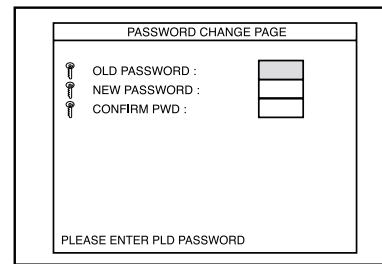 PASSWORD CHANGE PAGE
OLD PASSWORD :
NEW PASSWORD :
CONFIRM PWD :
PLEASE ENTER PLD PASSWORD